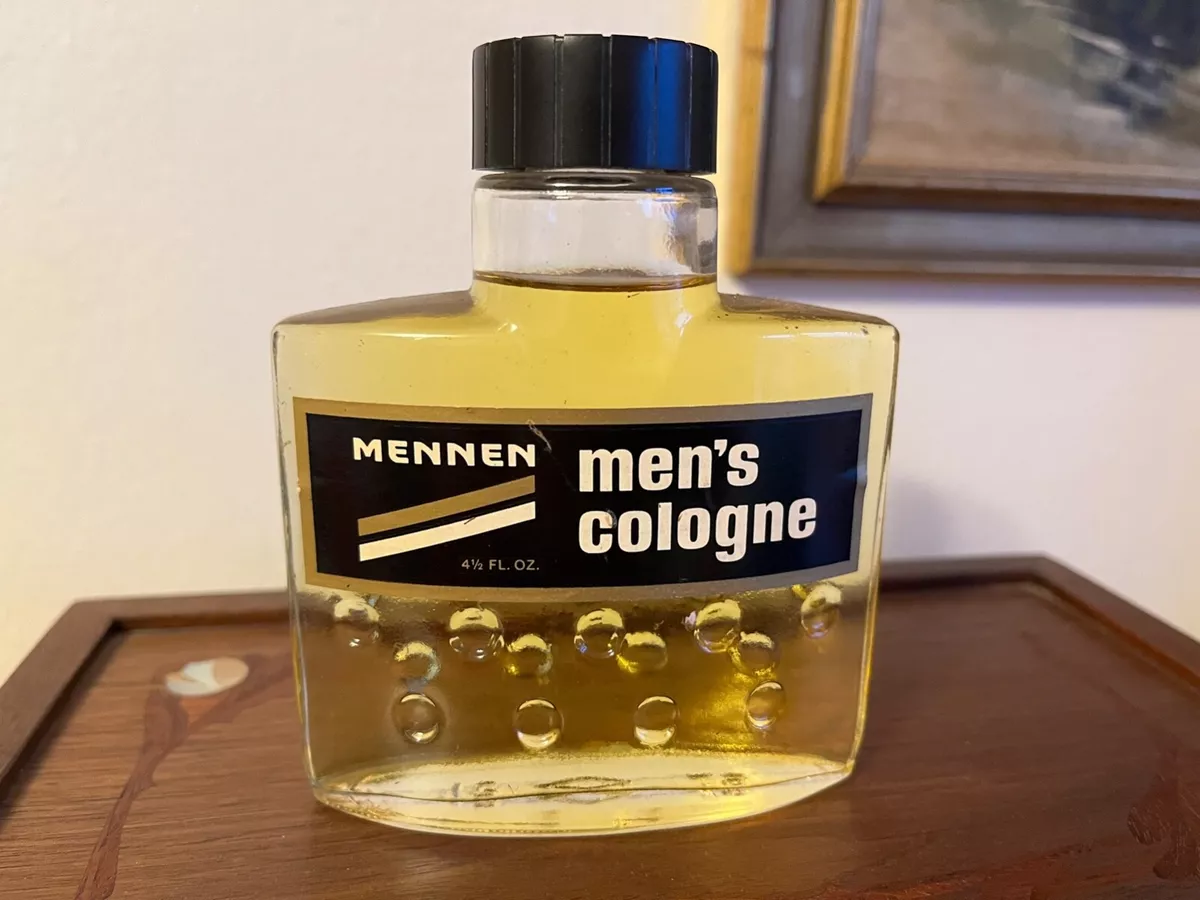 MENNEN
men's
cologne
4½ FL. OZ.